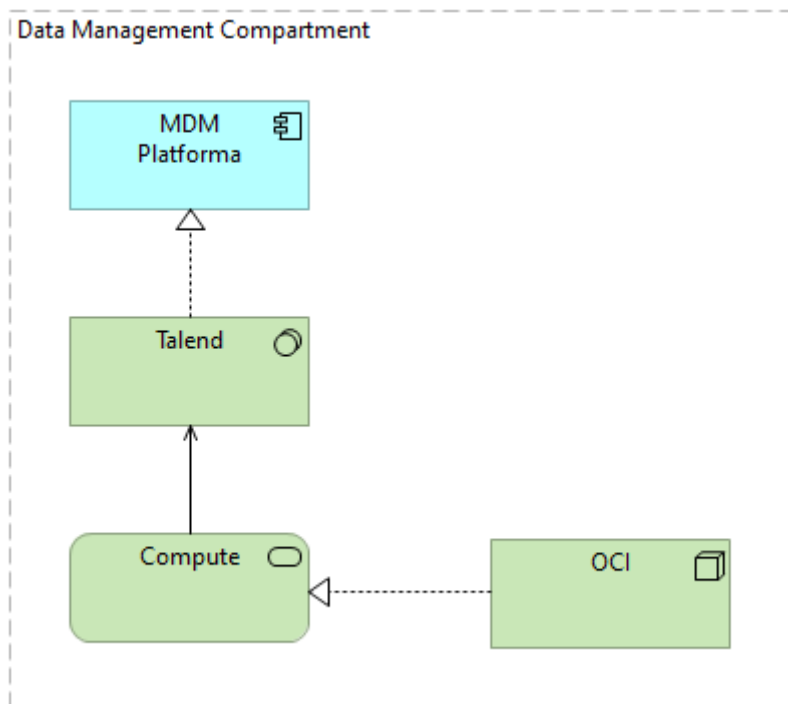 Data Management Compartment
MDM
Platforma
Talend
Compute
OCI